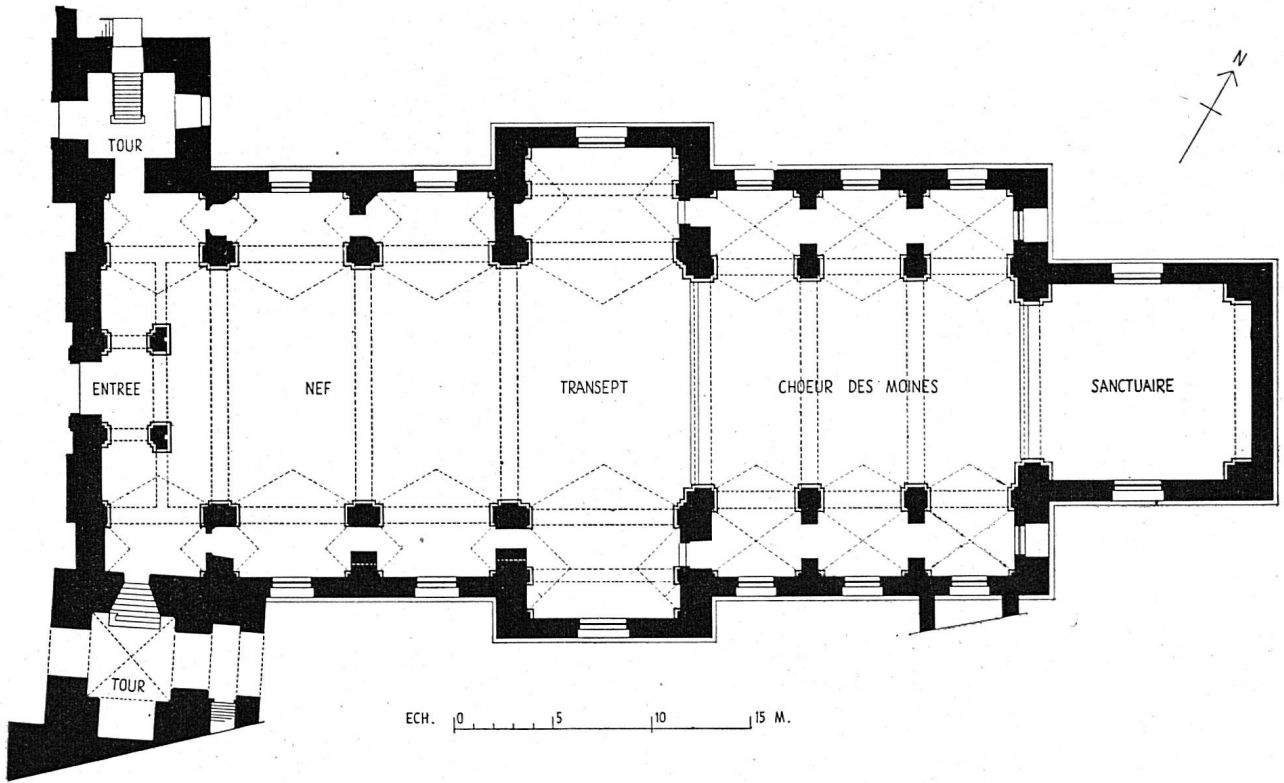 N
TOUR
ENTREE NEF TRANSEPT CHOEUR DES MOINES SANCTUAIRE
TOUR
ECH. 0 5 10 15 M.